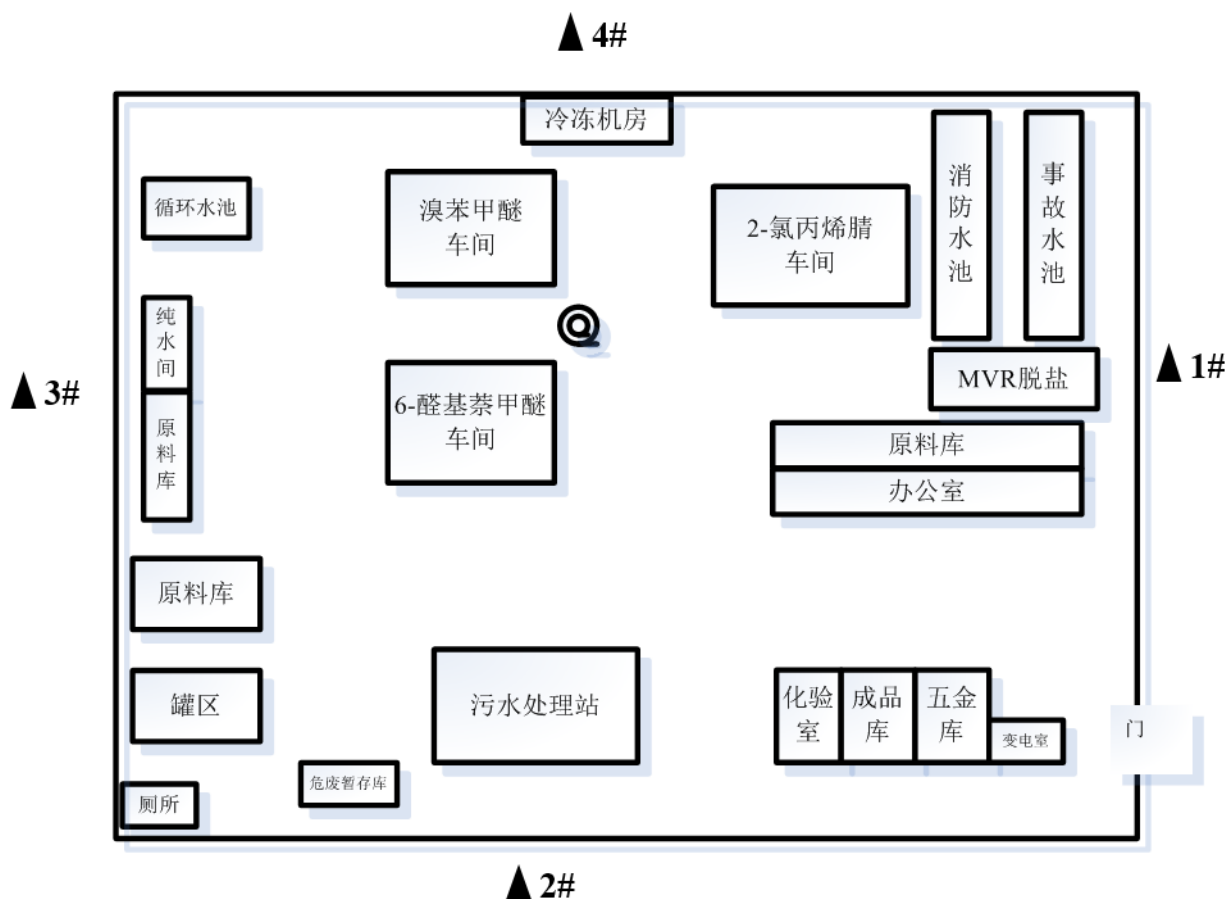 ▲4#
冷冻机房
循环水池
溴苯甲醚
车间
2-氯丙烯腈
车间
消防水池
事故水池
纯水间
◎
▲3#
▲1#
MVR脱盐
6-醛基萘甲醚
车间
原料库
原料库
办公室
原料库
罐区
污水处理站
化验室
成品库
五金库
变电室
门
危废暂存库
厕所
▲2#